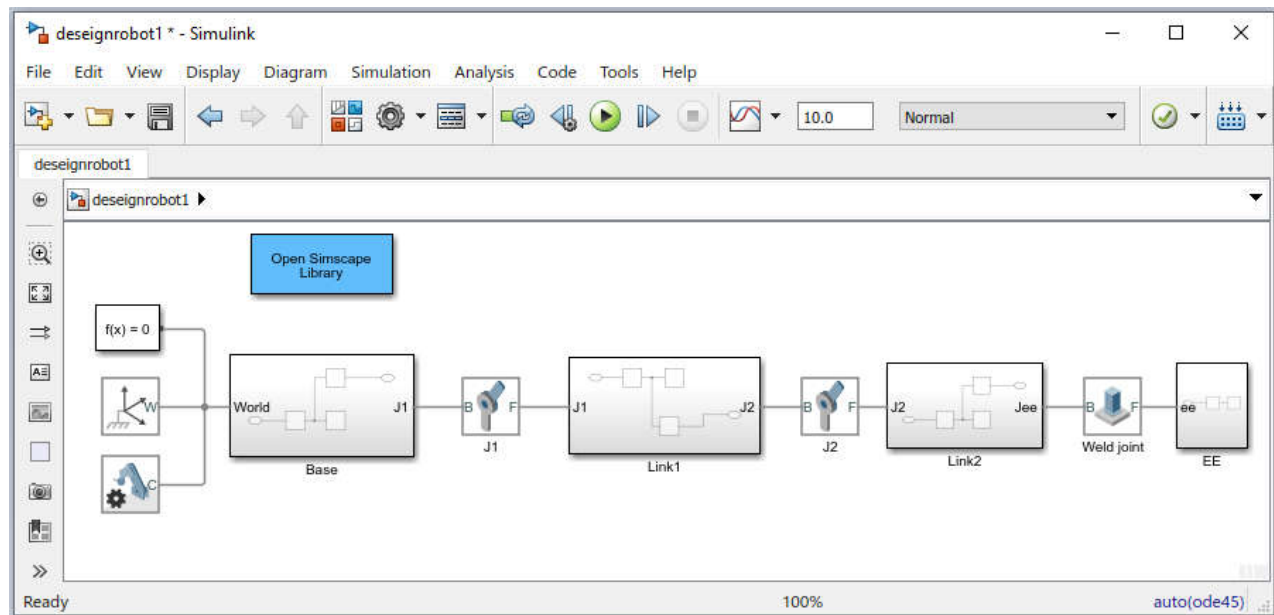 deseignrobot1 * - Simulink
File Edit View Display Diagram Simulation Analysis Code Tools Help
10.0 Normal
deseignrobot1
deseignrobot1
Open Simscape
Library
f(x) = 0
W
C
World J1
Base
B F
J1
J1 J2
Link1
B F
J2
J2 Jee
Link2
B F
Weld joint
ee
EE
Ready 100% auto(ode45)